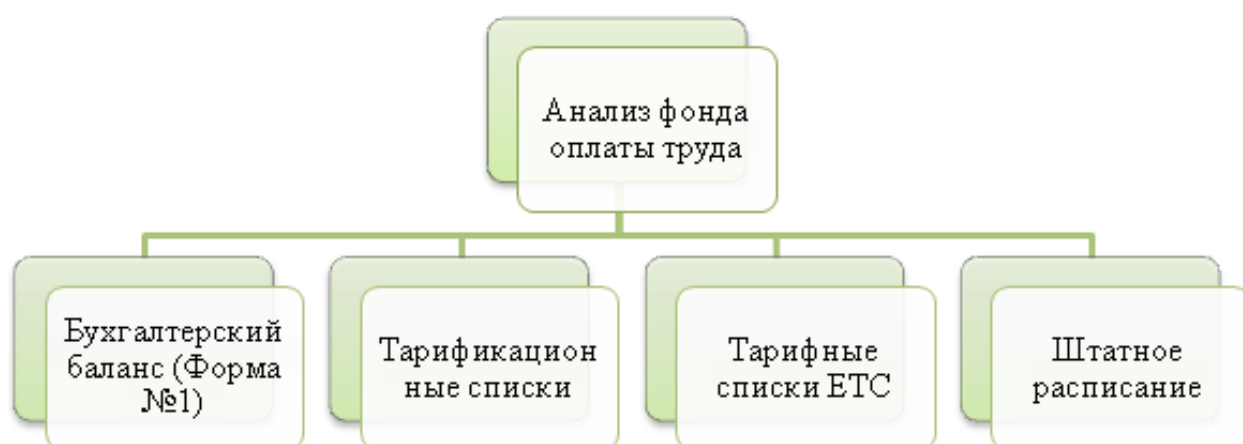 Анализ фонда
оплаты труда
Бухгалтерский
баланс (Форма
№1)
Тарификацион
ные списки
Тарифные
списки ЕТС
Штатное
расписание